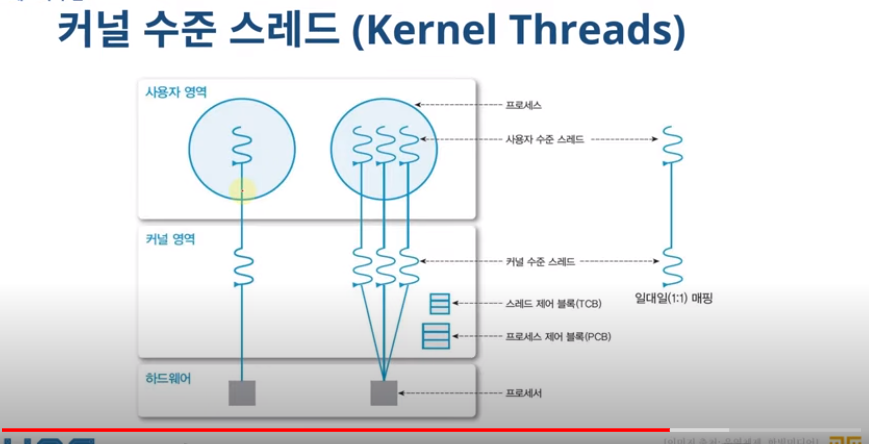 커널 수준 스레드 (Kernel Threads)
사용자 영역
프로세스
사용자 수준 스레드
커널 영역
커널 수준 스레드
일대일(1:1) 매핑
스레드 제어 블록(TCB)
프로세스 제어 블록(PCB)
하드웨어
프로세서